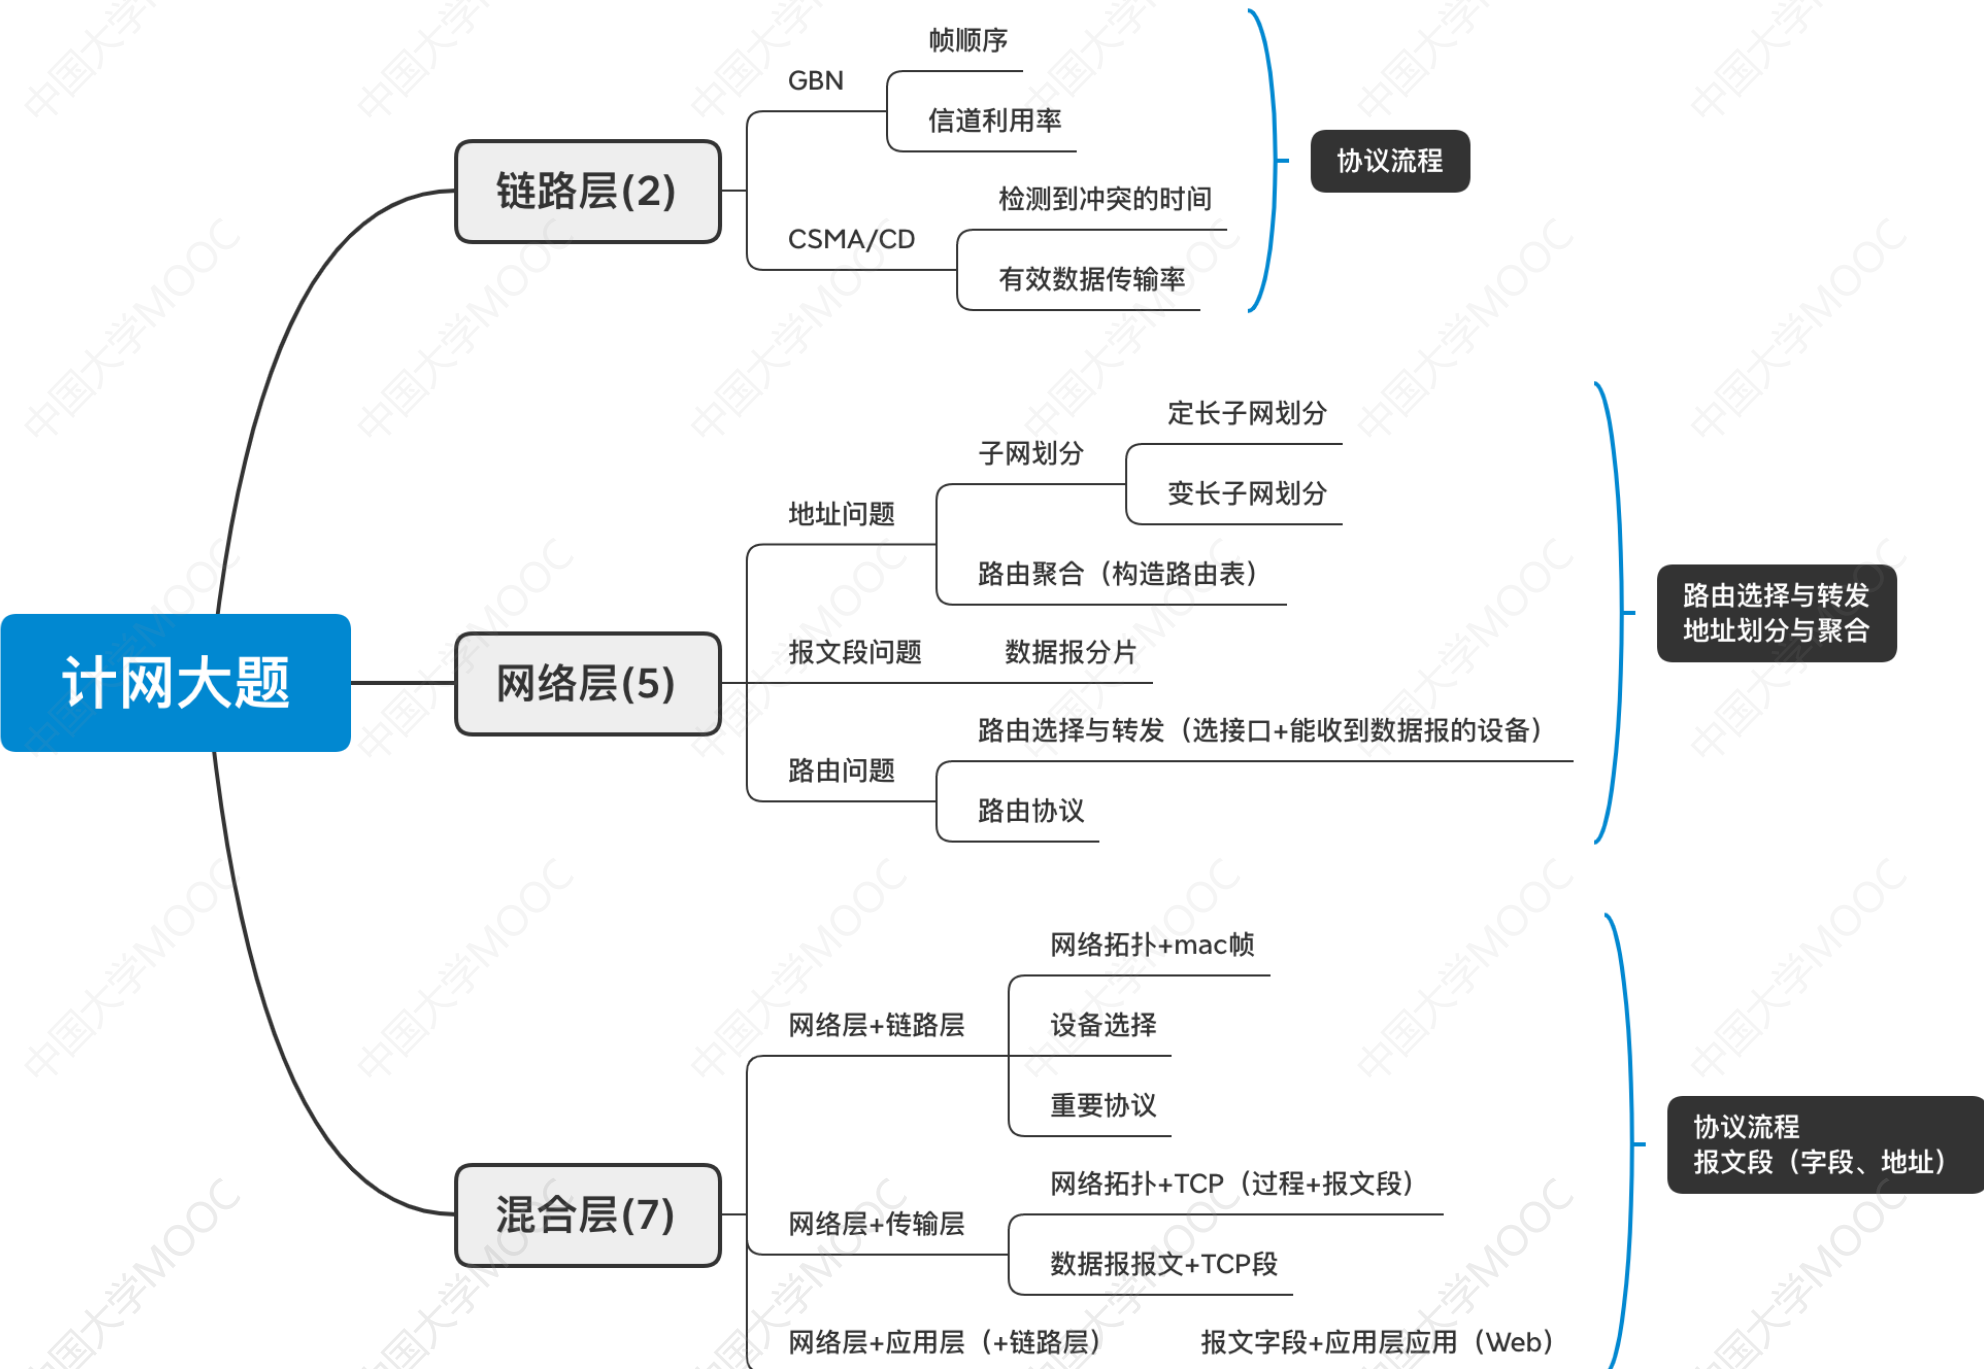 计网大题
链路层(2)
GBN
帧顺序
信道利用率
CSMA/CD
检测到冲突的时间
有效数据传输率
协议流程
网络层(5)
地址问题
子网划分
定长子网划分
变长子网划分
路由聚合（构造路由表）
报文段问题
数据报分片
路由问题
路由选择与转发（选接口+能收到数据报的设备）
路由协议
路由选择与转发
地址划分与聚合
混合层(7)
网络层+链路层
网络拓扑+mac帧
设备选择
重要协议
网络层+传输层
网络拓扑+TCP（过程+报文段）
数据报报文+TCP段
网络层+应用层（+链路层）
报文字段+应用层应用（Web）
协议流程
报文段（字段、地址）
中国大学MOOC